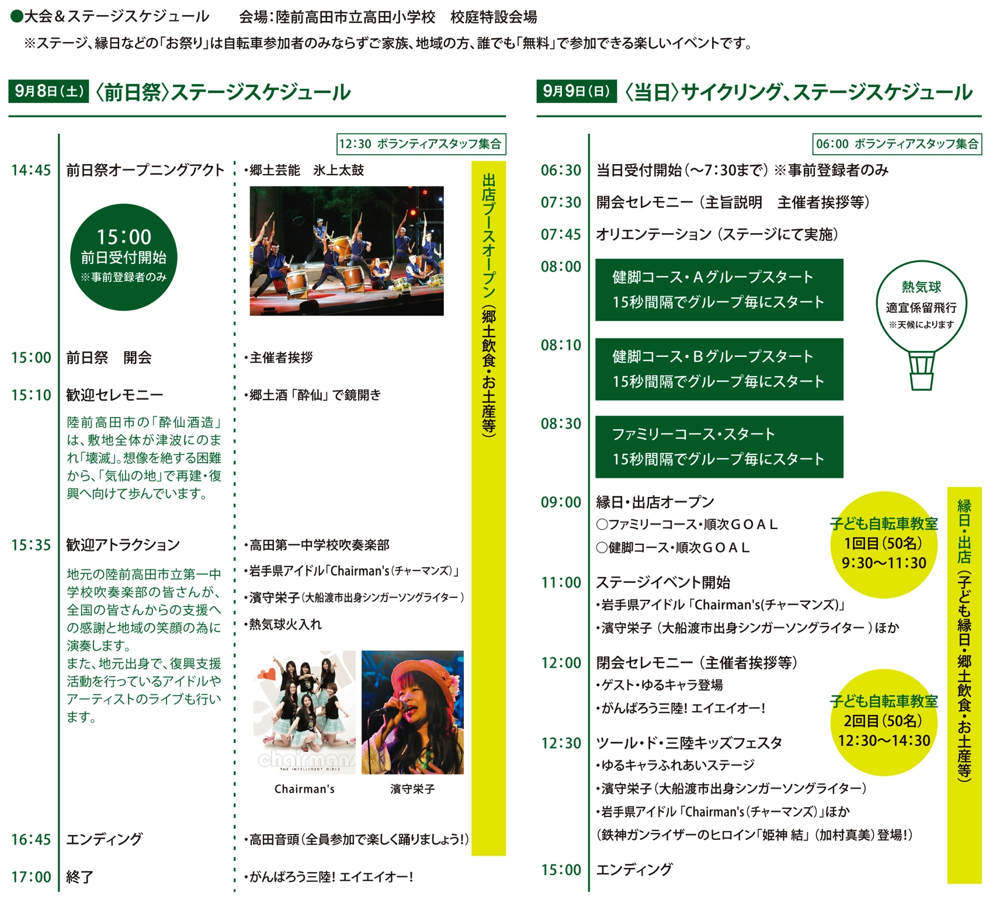 ●大会＆ステージスケジュール　　会場：陸前高田市立高田小学校　校庭特設会場
※ステージ、縁日などの「お祭り」は自転車参加者のみならずご家族、地域の方、誰でも「無料」で参加できる楽しいイベントです。
9月8日（土）〈前日祭〉ステージスケジュール
12：30 ボランティアスタッフ集合
14：45 前日祭オープニングアクト ・郷土芸能　氷上太鼓
15：00
前日受付開始
※事前登録者のみ
15：00 前日祭　開会 ・主催者挨拶
15：10 歓迎セレモニー ・郷土酒「酔仙」で鏡開き
陸前高田市の「酔仙酒造」
は、敷地全体が津波にのま
れ「壊滅」。想像を絶する困難
から、「気仙の地」で再建・復
興へ向けて歩んでいます。
15：35 歓迎アトラクション ・高田第一中学校吹奏楽部
・岩手県アイドル「Chairman's（チャーマンズ）」
・濱守栄子（大船渡市出身シンガーソングライター ）
・熱気球火入れ
地元の陸前高田市立第一中
学校吹奏楽部の皆さんが、
全国の皆さんからの支援へ
の感謝と地域の笑顔の為に
演奏します。
また、地元出身で、復興支援
活動を行っているアイドルや
アーティストのライブも行い
ます。
chairmans
THE INTELLIGENT GIRLS
Chairman's
濱守栄子
16：45 エンディング ・高田音頭（全員参加で楽しく踊りましょう！）
17：00 終了 ・がんばろう三陸！エイエイオー！
出店ブースオープン（郷土飲食・お土産等）
9月9日（日）〈当日〉サイクリング、ステージスケジュール
06：00 ボランティアスタッフ集合
06：30 当日受付開始（～7：30まで）※事前登録者のみ
07：30 開会セレモニー（主旨説明　主催者挨拶等）
07：45 オリエンテーション（ステージにて実施）
08：00 健脚コース・Ａグループスタート
15秒間隔でグループ毎にスタート
08：10 健脚コース・Ｂグループスタート
15秒間隔でグループ毎にスタート
08：30 ファミリーコース・スタート
15秒間隔でグループ毎にスタート
熱気球
適宜係留飛行
※天候によります
09：00 縁日・出店オープン
○ファミリーコース・順次ＧＯＡＬ
○健脚コース・順次ＧＯＡＬ
子ども自転車教室
1回目（50名）
9：30～11：30
11：00 ステージイベント開始
・岩手県アイドル「Chairman's(チャーマンズ)」
・濱守栄子（大船渡市出身シンガーソングライター ）ほか
12：00 閉会セレモニー（主催者挨拶等）
・ゲスト・ゆるキャラ登場
・がんばろう三陸！エイエイオー！
子ども自転車教室
2回目（50名）
12：30～14：30
12：30 ツール・ド・三陸キッズフェスタ
・ゆるキャラふれあいステージ
・濱守栄子（大船渡市出身シンガーソングライター）
・岩手県アイドル「Chairman's（チャーマンズ）」ほか
（鉄神ガンライザーのヒロイン「姫神 結」（加村真美）登場！）
15：00 エンディング
縁日・出店（子ども縁日・郷土飲食・お土産等）